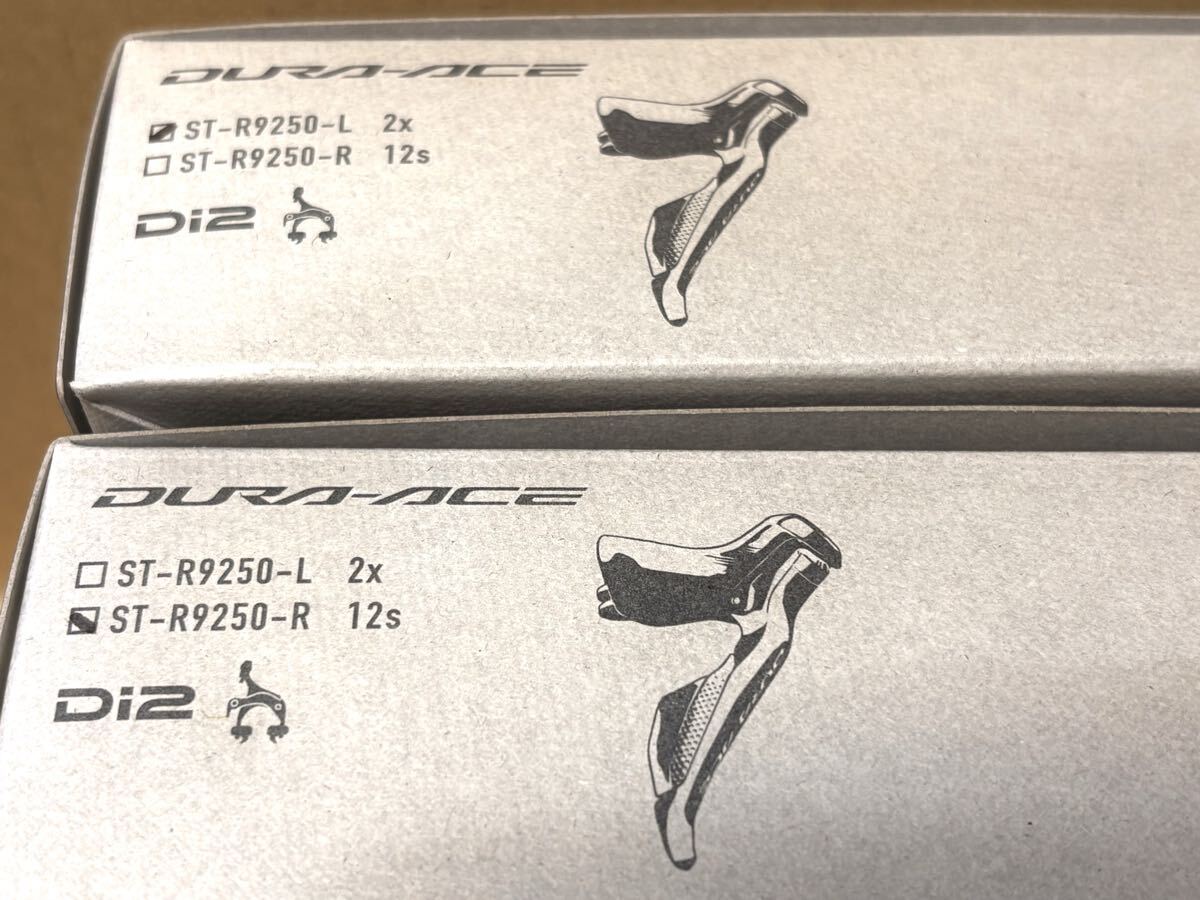 DURA-ACE
ST-R9250-L 2x
ST-R9250-R 12s
Di2
DURA-ACE
ST-R9250-L 2x
ST-R9250-R 12s
Di2